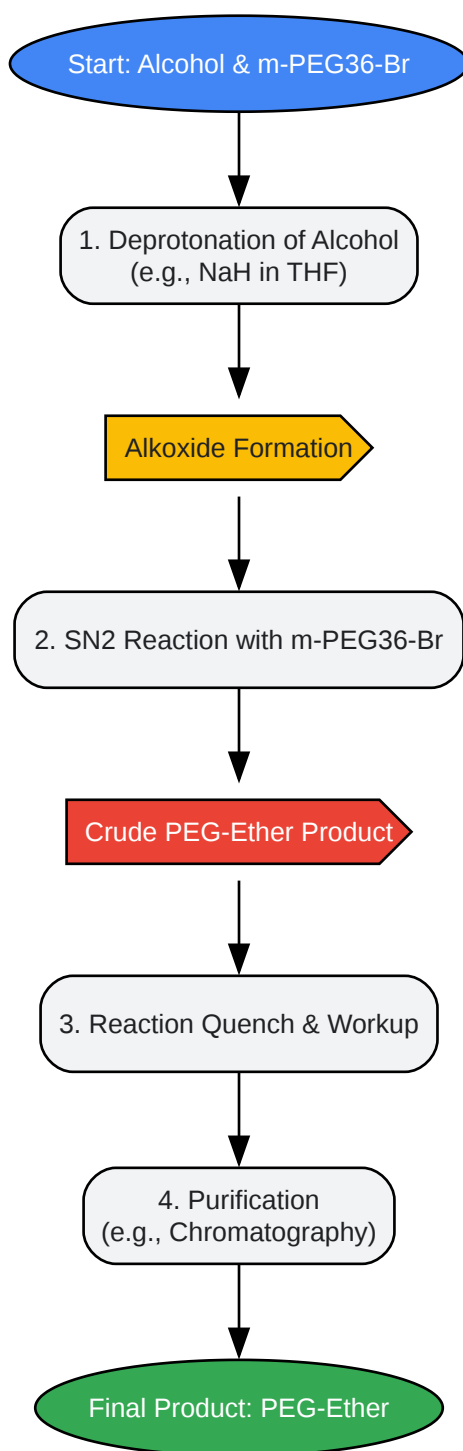 Start: Alcohol & m-PEG36-Br
1. Deprotonation of Alcohol
(e.g., NaH in THF)
Alkoxide Formation
2. SN2 Reaction with m-PEG36-Br
Crude PEG-Ether Product
3. Reaction Quench & Workup
4. Purification
(e.g., Chromatography)
Final Product: PEG-Ether